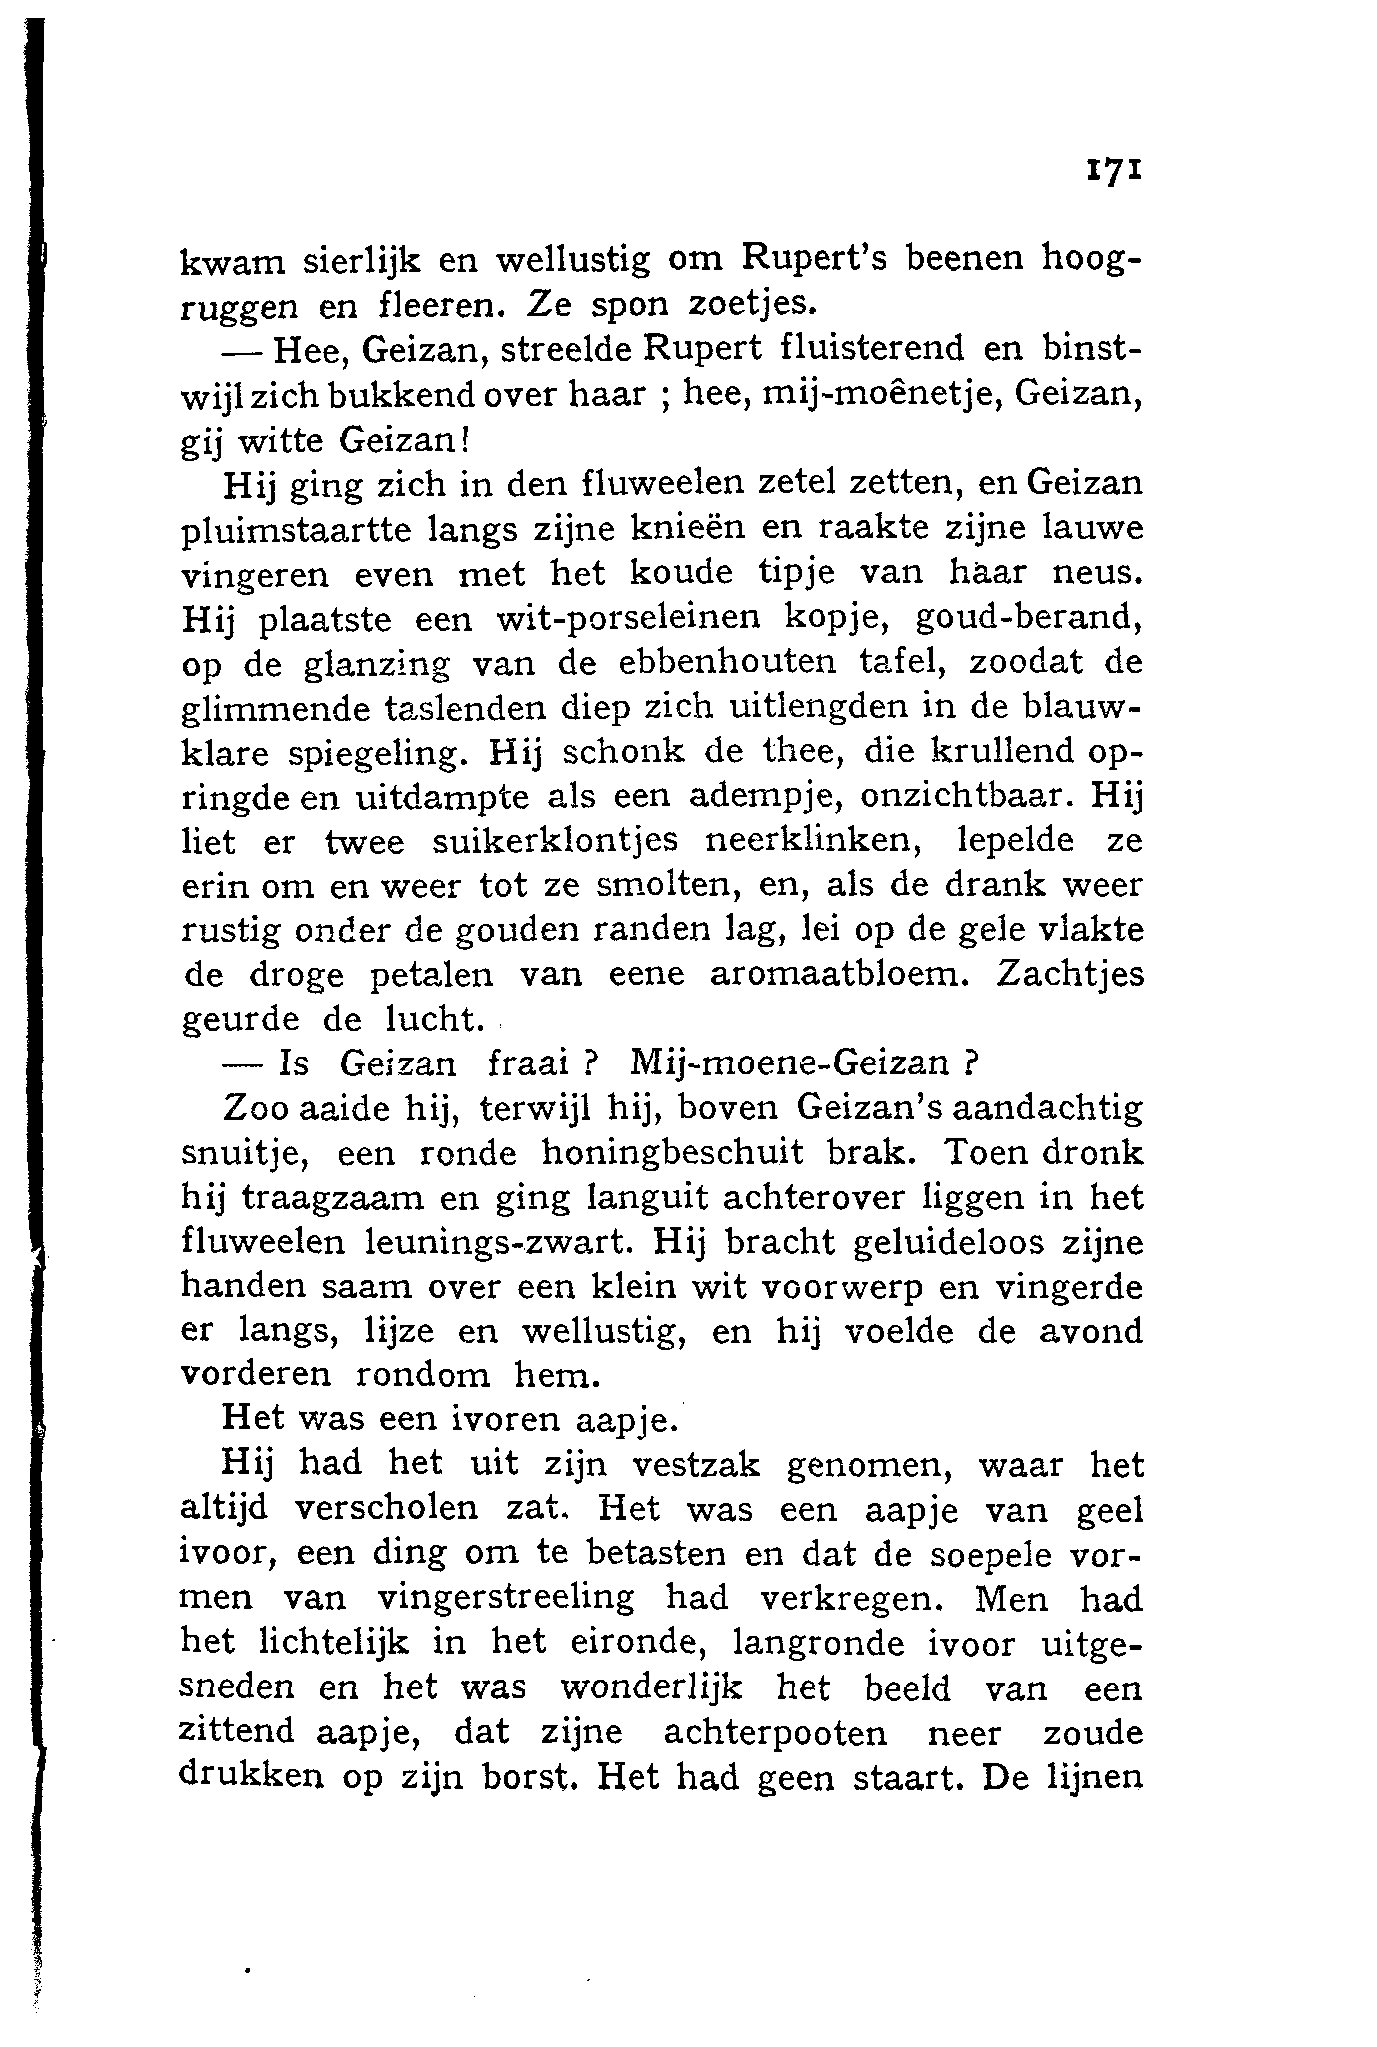 171
kwam sierlijk en wellustig om Rupert's beenen hoog-
ruggen en fleeren. Ze spon zoetjes.
— Hee, Geizan, streelde Rupert fluisterend en binst-
wijl zich bukkend over haar ; hee, mij-moênetje, Geizan,
gij witte Geizan!
Hij ging zich in den fluweelen zetel zetten, en Geizan
pluimstaartte langs zijne knieën en raakte zijne lauwe
vingeren even met het koude tipje van haar neus.
Hij plaatste een wit-porseleinen kopje, goud-berand,
op de glanzing van de ebbenhouten tafel, zoodat de
glimmende taslenden diep zich uitlengden in de blauw-
klare spiegeling. Hij schonk de thee, die krullend op-
ringde en uitdampte als een adempje, onzichtbaar. Hij
liet er twee suikerklontjes neerklinken, lepelde ze
erin om en weer tot ze smolten, en, als de drank weer
rustig onder de gouden randen lag, lei op de gele vlakte
de droge petalen van eene aromaatbloem. Zachtjes
geurde de lucht.
— Is Geizan fraai ? Mij-moene-Geizan ?
Zoo aaide hij, terwijl hij, boven Geizan's aandachtig
snuitje, een ronde honingbeschuit brak. Toen dronk
hij traagzaam en ging languit achterover liggen in het
fluweelen leunings-zwart. Hij bracht geluideloos zijne
handen saam over een klein wit voorwerp en vingerde
er langs, lijze en wellustig, en hij voelde de avond
vorderen rondom hem.
Het was een ivoren aapje.
Hij had het uit zijn vestzak genomen, waar het
altijd verscholen zat. Het was een aapje van geel
ivoor, een ding om te betasten en dat de soepele vor-
men van vingerstreeling had verkregen. Men had
het lichtelijk in het eironde, langronde ivoor uitge-
sneden en het was wonderlijk het beeld van een
zittend aapje, dat zijne achterpooten neer zoude
drukken op zijn borst. Het had geen staart. De lijnen